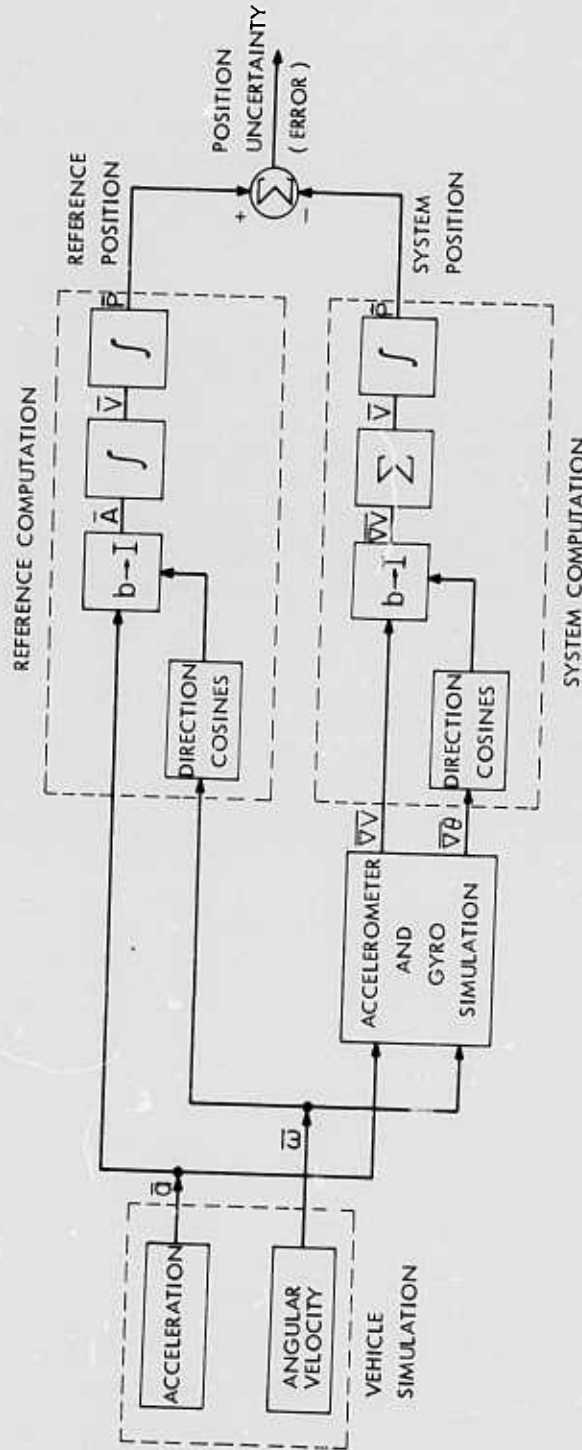 VEHICLE
SIMULATION
ACCELERATION
ANGULAR
VELOCITY
a̅
ω̅
ACCELEROMETER
AND
GYRO
SIMULATION
∇V̅
∇θ̅
REFERENCE COMPUTATION
DIRECTION
COSINES
b→I
A̅
∫
V̅
∫
P̅
REFERENCE
POSITION
SYSTEM COMPUTATION
DIRECTION
COSINES
b→I
∇V̅
Σ
V̅
∫
P̅
SYSTEM
POSITION
+
Σ
−
POSITION
UNCERTAINTY
( ERROR )